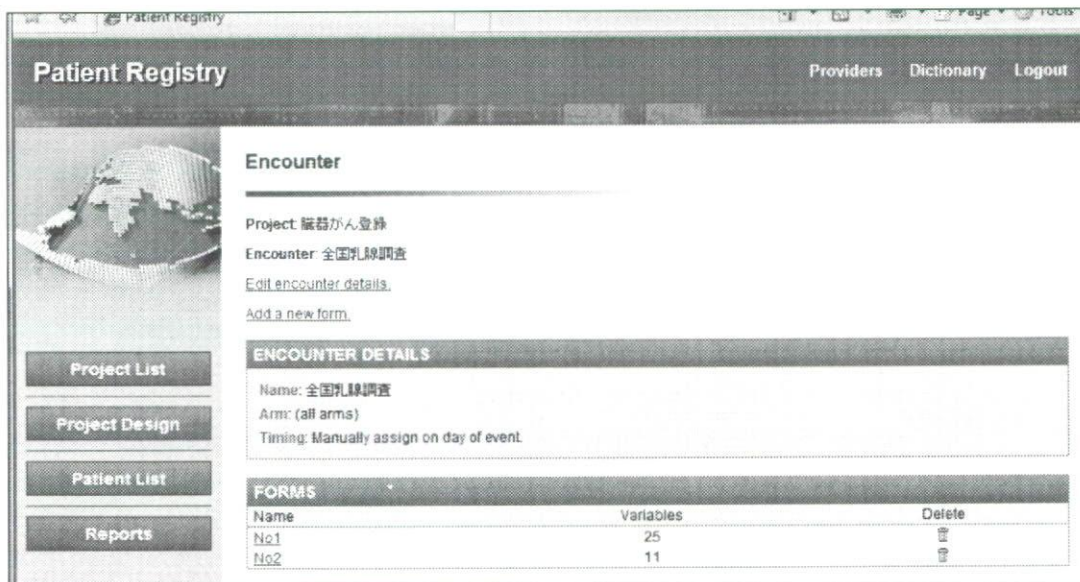 Patient Registry
Page
Tools
Patient Registry
Providers Dictionary Logout
Encounter
Project: 臓器がん登録
Encounter: 全国乳腺調査
Edit encounter details.
Add a new form.
ENCOUNTER DETAILS
Name: 全国乳腺調査
Arm: (all arms)
Timing: Manually assign on day of event.
Project List
Project Design
Patient List
Reports
FORMS
Name Variables Delete
No1 25
No2 11